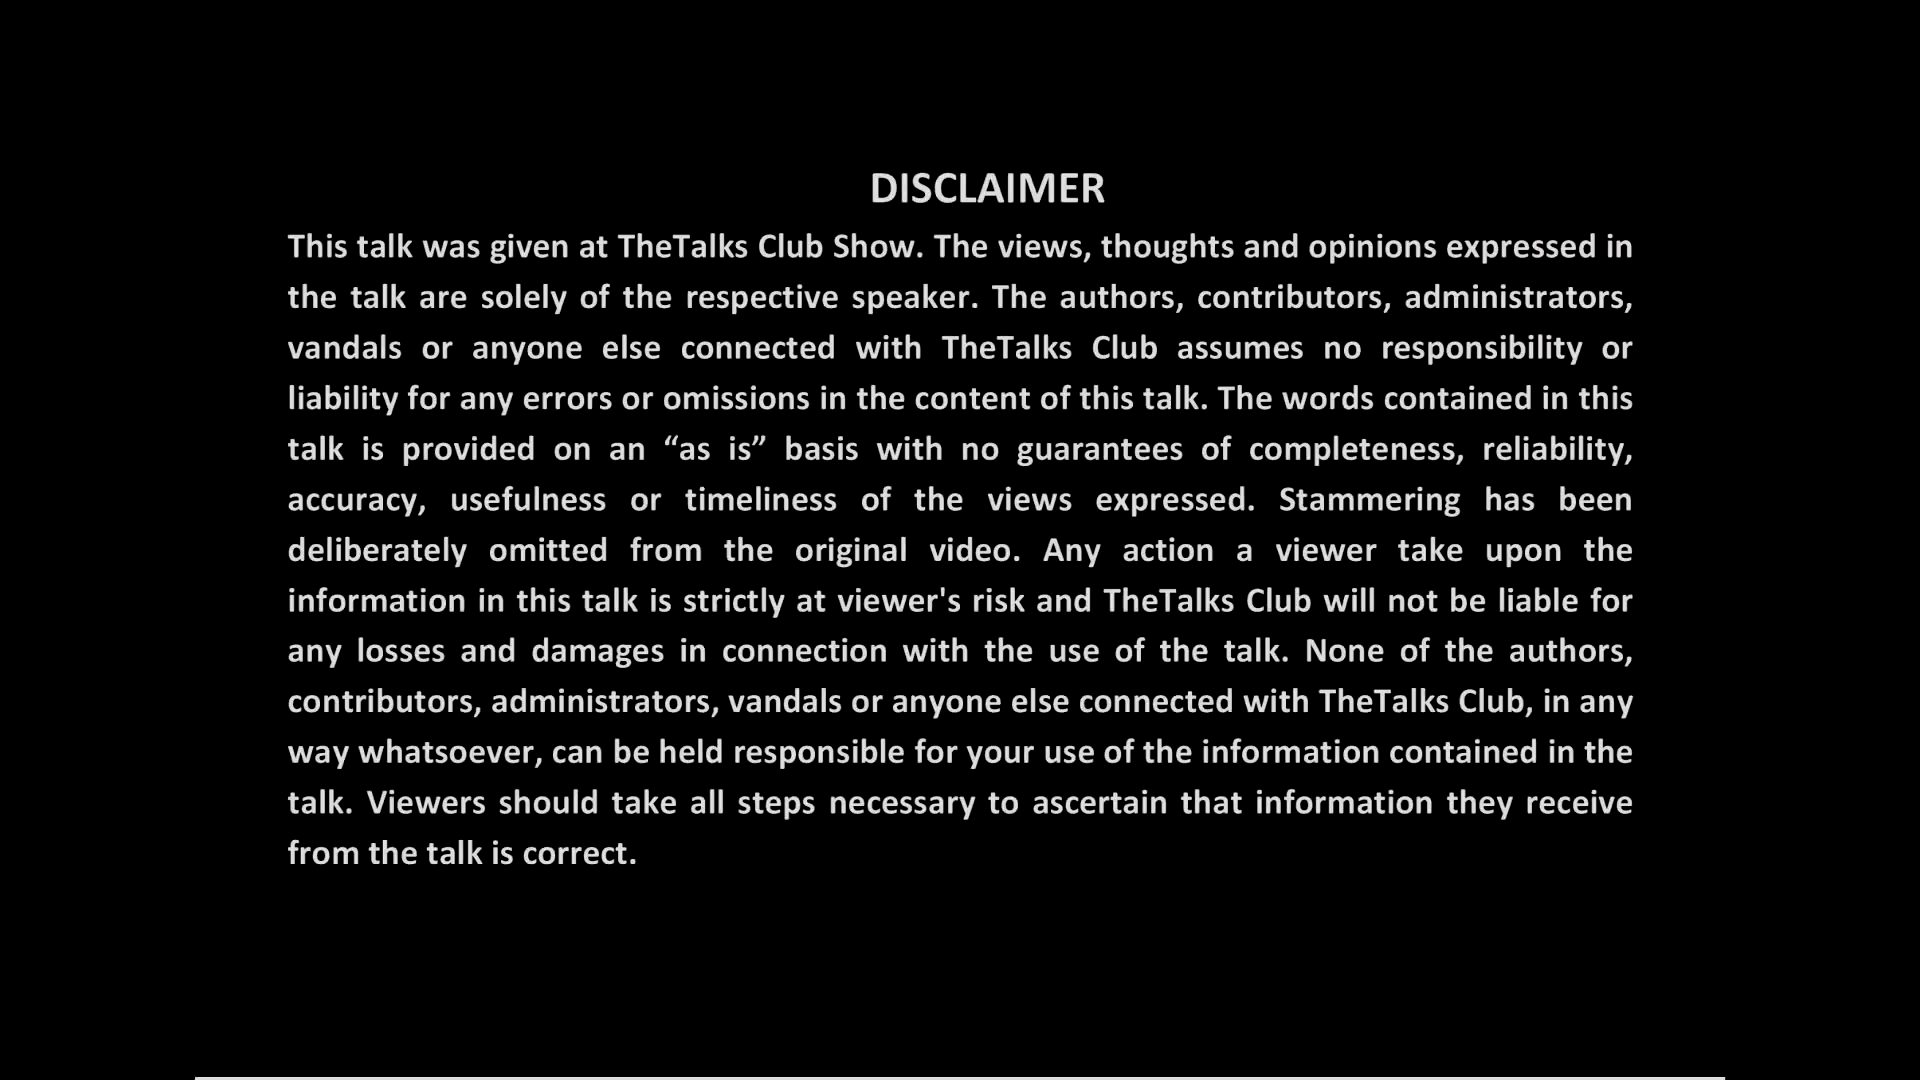 DISCLAIMER
This talk was given at TheTalks Club Show. The views, thoughts and opinions expressed in
the talk are solely of the respective speaker. The authors, contributors, administrators,
vandals or anyone else connected with TheTalks Club assumes no responsibility or
liability for any errors or omissions in the content of this talk. The words contained in this
talk is provided on an “as is” basis with no guarantees of completeness, reliability,
accuracy, usefulness or timeliness of the views expressed. Stammering has been
deliberately omitted from the original video. Any action a viewer take upon the
information in this talk is strictly at viewer's risk and TheTalks Club will not be liable for
any losses and damages in connection with the use of the talk. None of the authors,
contributors, administrators, vandals or anyone else connected with TheTalks Club, in any
way whatsoever, can be held responsible for your use of the information contained in the
talk. Viewers should take all steps necessary to ascertain that information they receive
from the talk is correct.